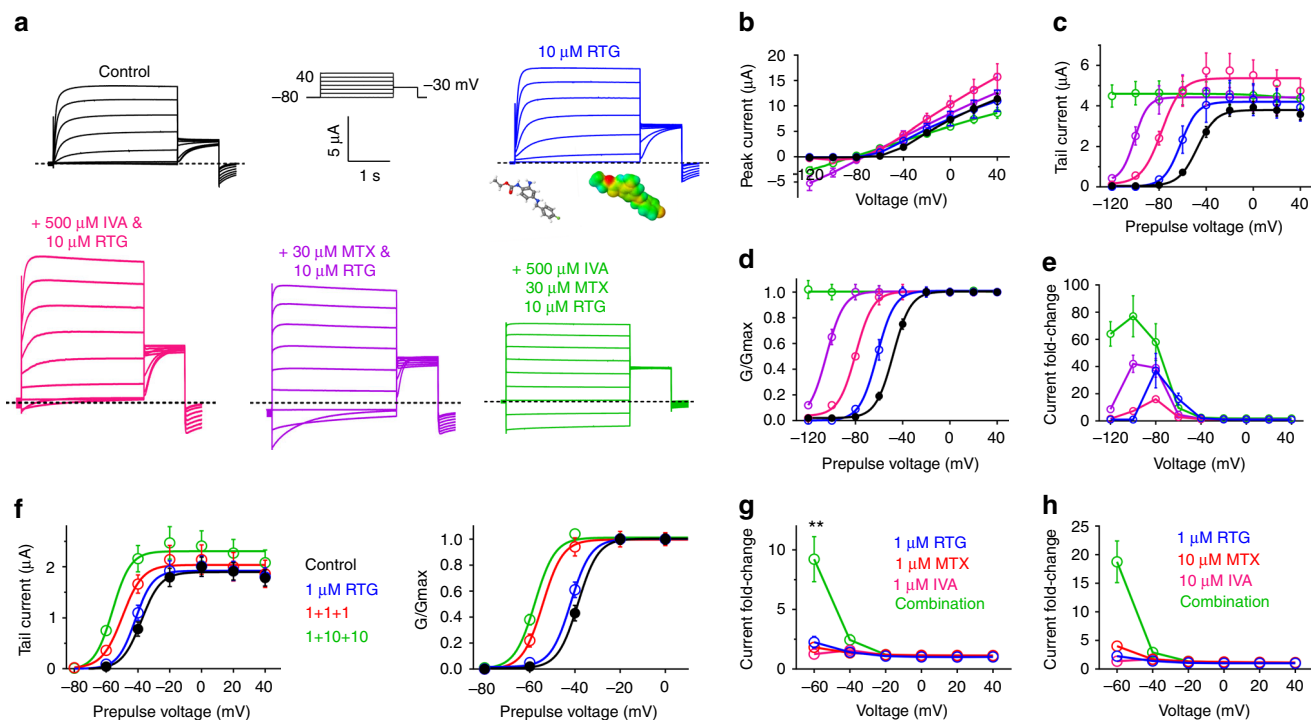 a
Control
40
−80
−30 mV
5 µA
1 s
10 µM RTG
+ 500 µM IVA &
10 µM RTG
+ 30 µM MTX &
10 µM RTG
+ 500 µM IVA
30 µM MTX
10 µM RTG
b
Peak current (µA)
20
15
10
5
0
−5
−120 −80 −40 0 40
Voltage (mV)
c
Tail current (µA)
6
4
2
0
−120 −80 −40 0 40
Prepulse voltage (mV)
d
G/Gmax
1.0
0.8
0.6
0.4
0.2
0.0
−120 −80 −40 0 40
Prepulse voltage (mV)
e
Current fold-change
100
80
60
40
20
0
−120 −80 −40 0 40
Voltage (mV)
f
Tail current (µA)
2
1
0
−80 −60 −40 −20 0 20 40
Prepulse voltage (mV)
Control
1 µM RTG
1+1+1
1+10+10
G/Gmax
1.0
0.8
0.6
0.4
0.2
0.0
−80 −60 −40 −20 0
Prepulse voltage (mV)
g
Current fold-change
**
10
5
0
−60 −40 −20 0 20 40
Voltage (mV)
1 µM RTG
1 µM MTX
1 µM IVA
Combination
h
Current fold-change
25
20
15
10
5
0
−60 −40 −20 0 20 40
Voltage (mV)
1 µM RTG
10 µM MTX
10 µM IVA
Combination